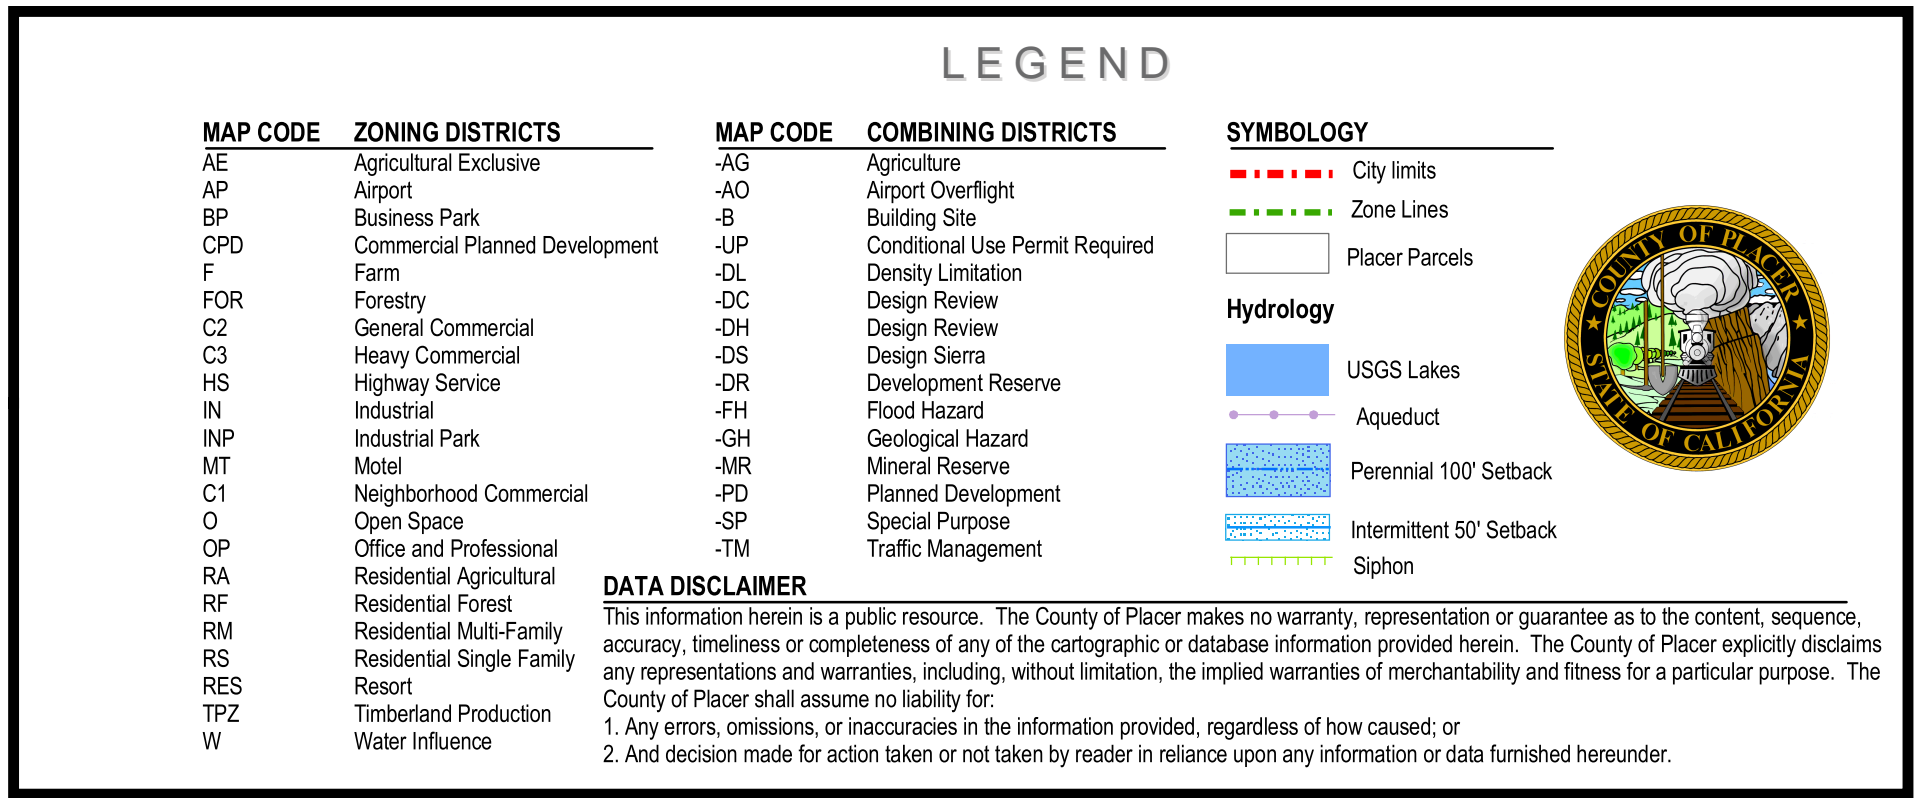 LEGEND
MAP CODE ZONING DISTRICTS
AE Agricultural Exclusive
AP Airport
BP Business Park
CPD Commercial Planned Development
F Farm
FOR Forestry
C2 General Commercial
C3 Heavy Commercial
HS Highway Service
IN Industrial
INP Industrial Park
MT Motel
C1 Neighborhood Commercial
O Open Space
OP Office and Professional
RA Residential Agricultural
RF Residential Forest
RM Residential Multi-Family
RS Residential Single Family
RES Resort
TPZ Timberland Production
W Water Influence
MAP CODE COMBINING DISTRICTS
-AG Agriculture
-AO Airport Overflight
-B Building Site
-UP Conditional Use Permit Required
-DL Density Limitation
-DC Design Review
-DH Design Review
-DS Design Sierra
-DR Development Reserve
-FH Flood Hazard
-GH Geological Hazard
-MR Mineral Reserve
-PD Planned Development
-SP Special Purpose
-TM Traffic Management
SYMBOLOGY
City limits
Zone Lines
Placer Parcels
Hydrology
USGS Lakes
Aqueduct
Perennial 100' Setback
Intermittent 50' Setback
Siphon
COUNTY OF PLACER
STATE OF CALIFORNIA
DATA DISCLAIMER
This information herein is a public resource. The County of Placer makes no warranty, representation or guarantee as to the content, sequence,
accuracy, timeliness or completeness of any of the cartographic or database information provided herein. The County of Placer explicitly disclaims
any representations and warranties, including, without limitation, the implied warranties of merchantability and fitness for a particular purpose. The
County of Placer shall assume no liability for:
1. Any errors, omissions, or inaccuracies in the information provided, regardless of how caused; or
2. And decision made for action taken or not taken by reader in reliance upon any information or data furnished hereunder.